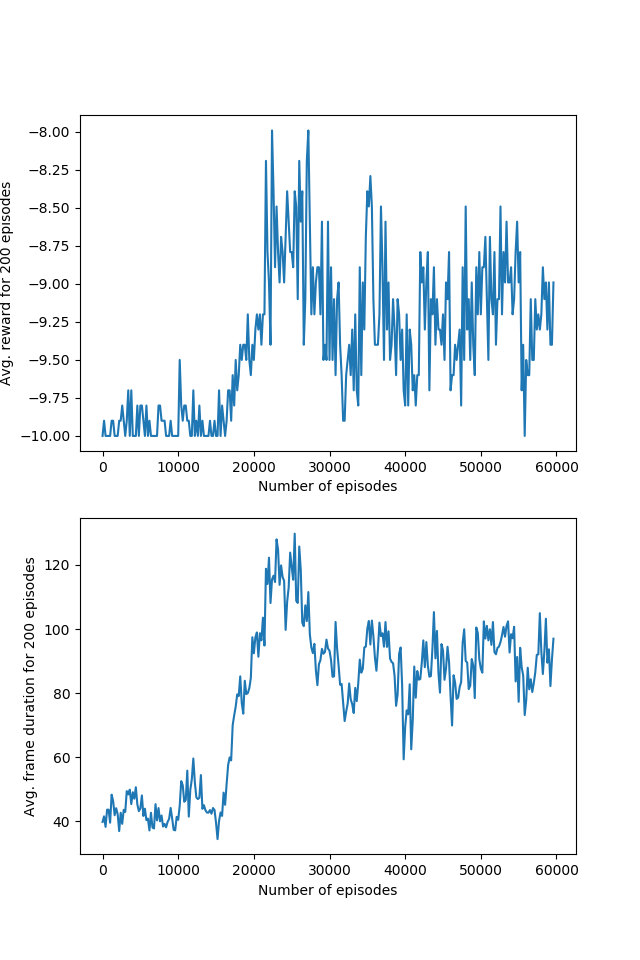 −8.00
−8.25
−8.50
−8.75
−9.00
−9.25
−9.50
−9.75
−10.00
Avg. reward for 200 episodes
0 10000 20000 30000 40000 50000 60000
Number of episodes
120
100
80
60
40
Avg. frame duration for 200 episodes
0 10000 20000 30000 40000 50000 60000
Number of episodes